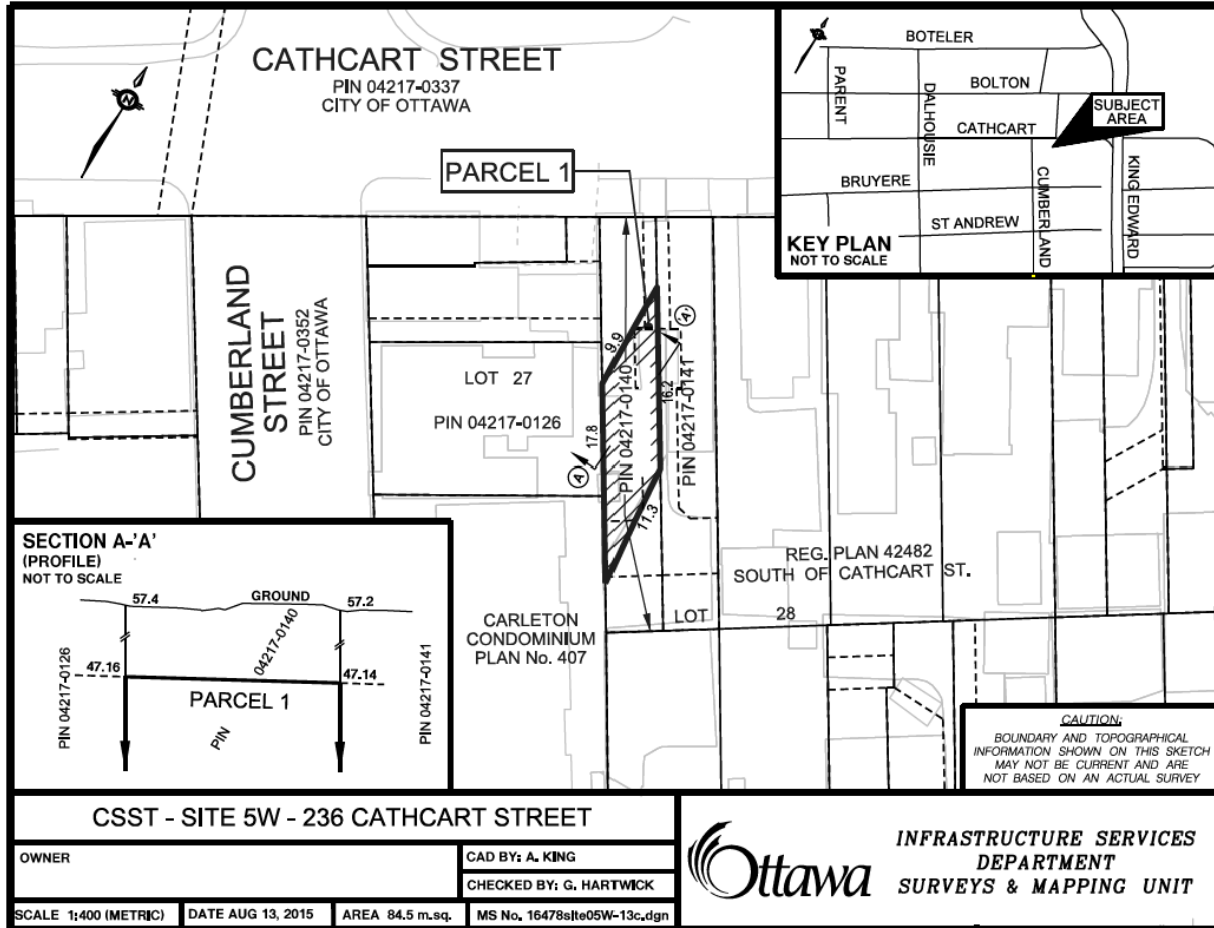 CATHCART STREET
PIN 04217-0337
CITY OF OTTAWA
N
PARCEL 1
BOTELER
PARENT
DALHOUSIE
BOLTON
CATHCART
SUBJECT
AREA
BRUYERE
ST ANDREW
CUMBERLAND
KING EDWARD
KEY PLAN
NOT TO SCALE
CUMBERLAND
STREET
PIN 04217-0352
CITY OF OTTAWA
LOT 27
PIN 04217-0126
9.9
17.8
16.2
11.3
A'
A
PIN 04217-0140
PIN 04217-0141
REG. PLAN 42482
SOUTH OF CATHCART ST.
LOT 28
CARLETON
CONDOMINIUM
PLAN No. 407
SECTION A-'A'
(PROFILE)
NOT TO SCALE
57.4
GROUND
57.2
47.16
47.14
PIN 04217-0126
PARCEL 1
PIN 04217-0140
PIN 04217-0141
CAUTION:
BOUNDARY AND TOPOGRAPHICAL
INFORMATION SHOWN ON THIS SKETCH
MAY NOT BE CURRENT AND ARE
NOT BASED ON AN ACTUAL SURVEY
CSST - SITE 5W - 236 CATHCART STREET
OWNER
CAD BY: A. KING
CHECKED BY: G. HARTWICK
SCALE 1:400 (METRIC)
DATE AUG 13, 2015
AREA 84.5 m.sq.
MS No. 16478site05W-13c.dgn
Ottawa
INFRASTRUCTURE SERVICES
DEPARTMENT
SURVEYS & MAPPING UNIT